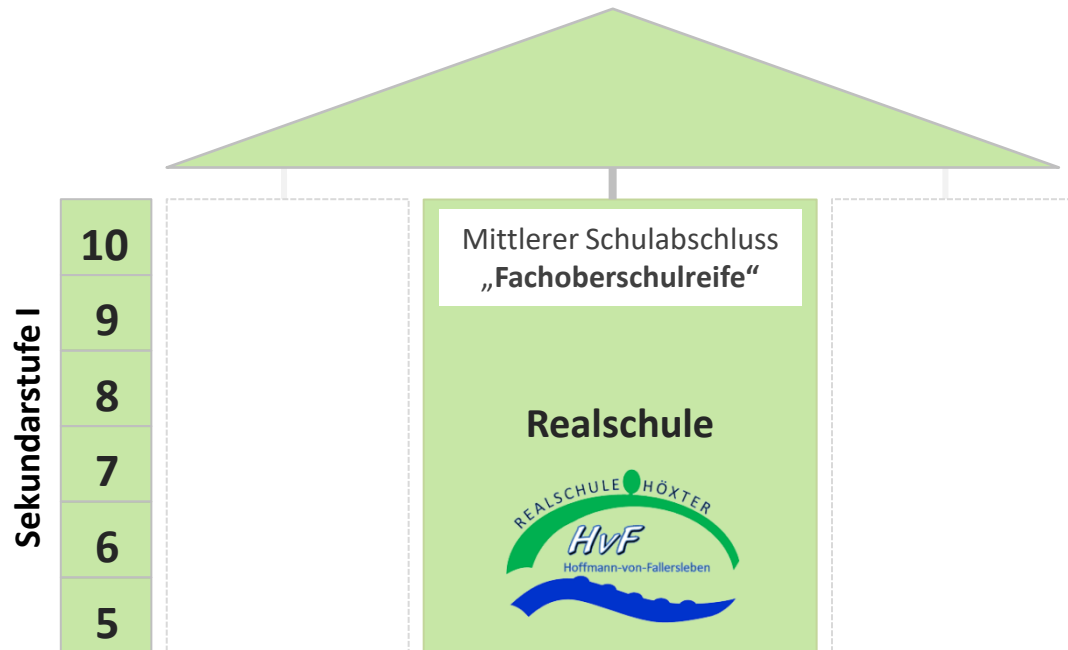 Sekundarstufe I
10
9
8
7
6
5
Mittlerer Schulabschluss
„Fachoberschulreife“
Realschule
REALSCHULE HÖXTER
HvF
Hoffmann-von-Fallersleben